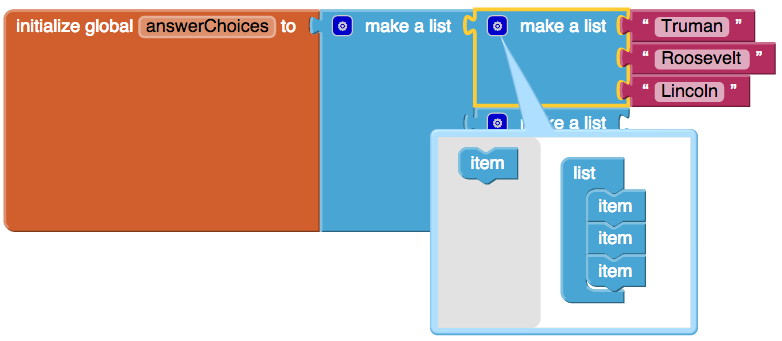 initialize global answerChoices to make a list make a list " Truman "
" Roosevelt "
" Lincoln "
make a list
item
list
item
item
item